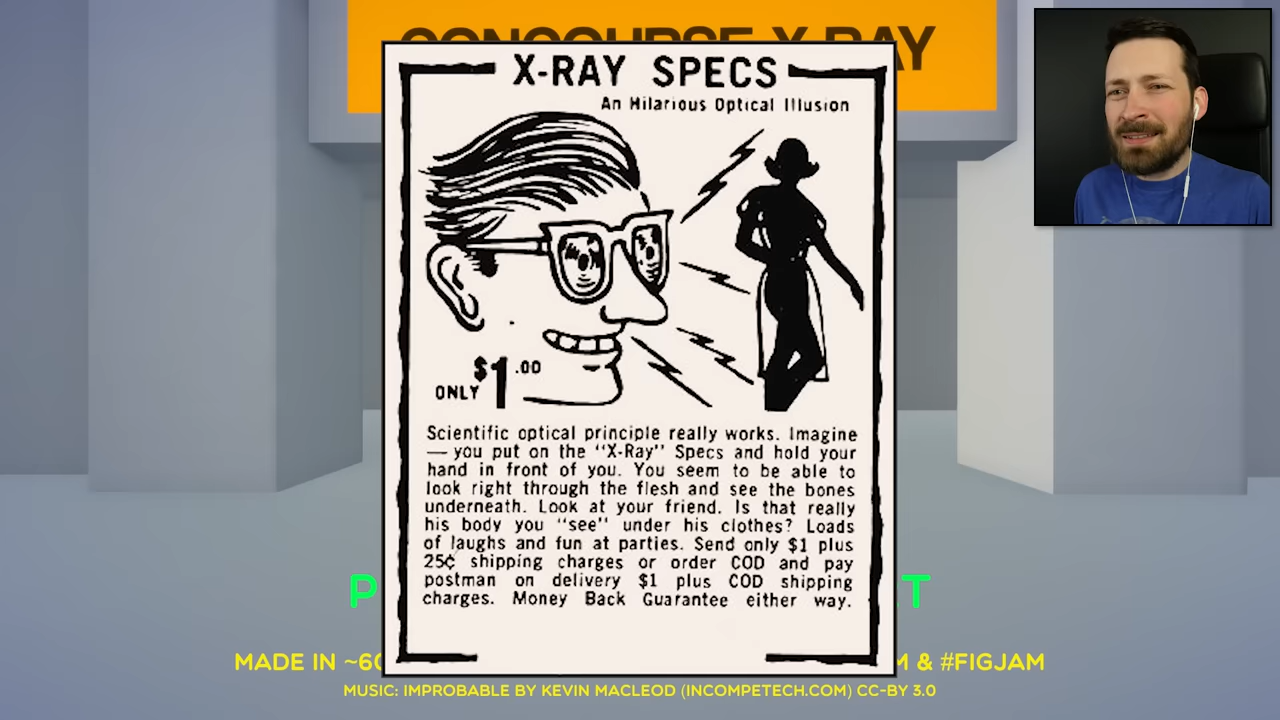 X-RAY SPECS
An Hilarious Optical Illusion
ONLY $1.00
Scientific optical principle really works. Imagine
— you put on the "X-Ray" Specs and hold your
hand in front of you. You seem to be able to
look right through the flesh and see the bones
underneath. Look at your friend. Is that really
his body you "see" under his clothes? Loads
of laughs and fun at parties. Send only $1 plus
25¢ shipping charges or order COD and pay
postman on delivery $1 plus COD shipping
charges. Money Back Guarantee either way.
MADE IN & #FIGJAM
MUSIC: IMPROBABLE BY KEVIN MACLEOD (INCOMPETECH.COM) CC-BY 3.0